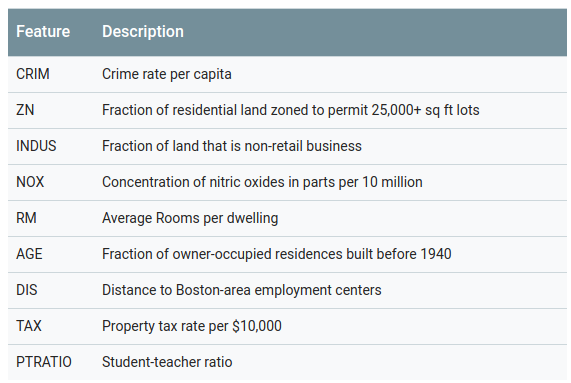 Feature Description
CRIM Crime rate per capita
ZN Fraction of residential land zoned to permit 25,000+ sq ft lots
INDUS Fraction of land that is non-retail business
NOX Concentration of nitric oxides in parts per 10 million
RM Average Rooms per dwelling
AGE Fraction of owner-occupied residences built before 1940
DIS Distance to Boston-area employment centers
TAX Property tax rate per $10,000
PTRATIO Student-teacher ratio